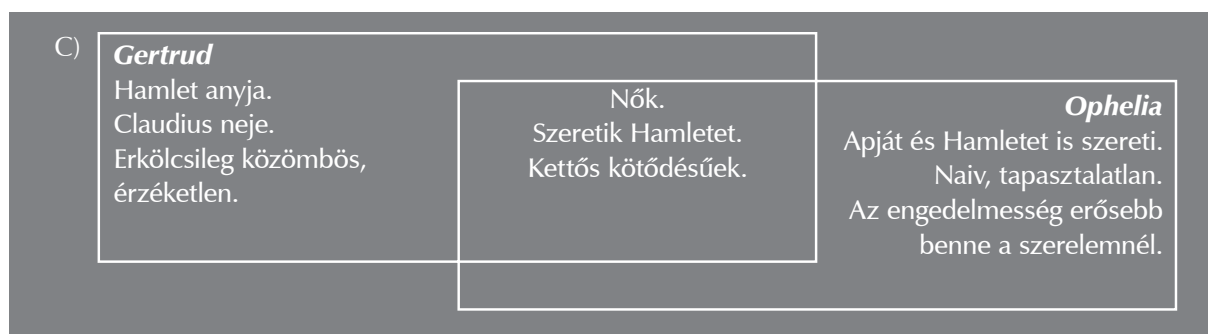 C)
Gertrud
Hamlet anyja.
Claudius neje.
Erkölcsileg közömbös,
érzéketlen.
Nők.
Szeretik Hamletet.
Kettős kötődésűek.
Ophelia
Apját és Hamletet is szereti.
Naiv, tapasztalatlan.
Az engedelmesség erősebb
benne a szerelemnél.